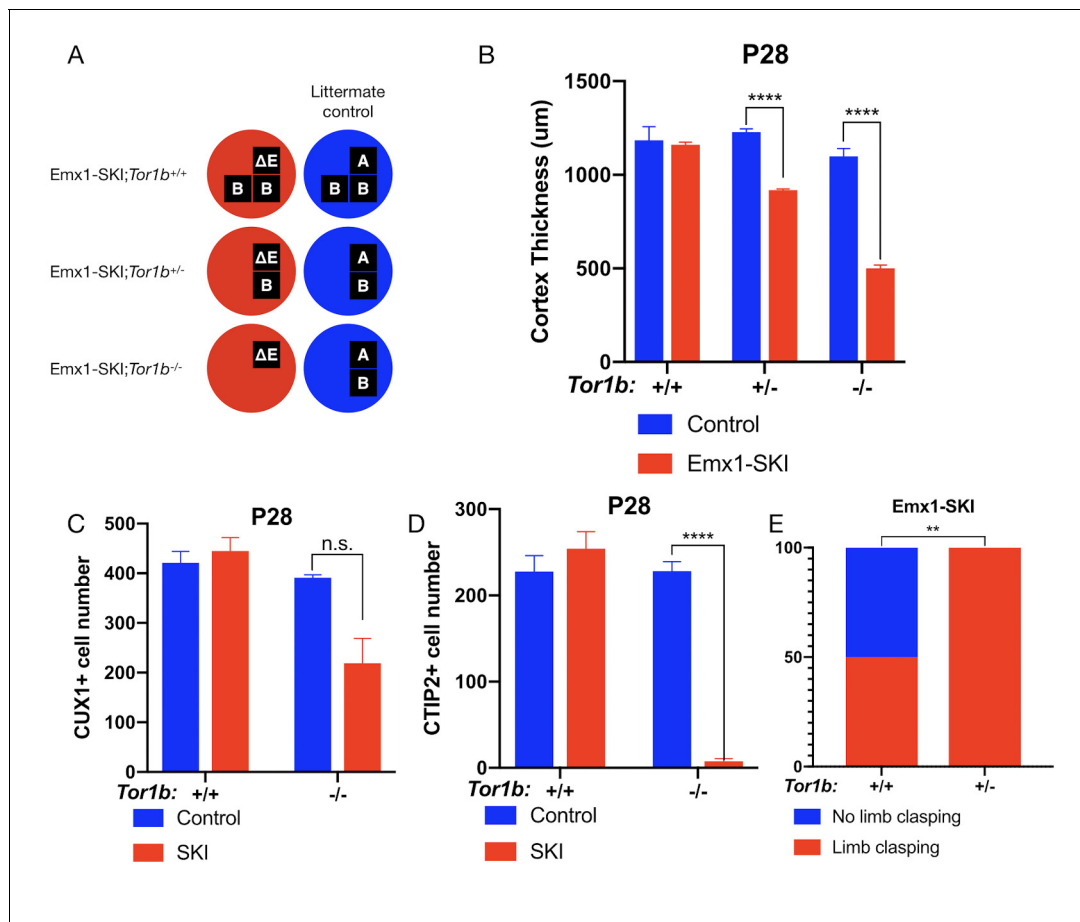 A
Littermate
control
Emx1-SKI;Tor1b+/+
ΔE
B B
A
B B
Emx1-SKI;Tor1b+/-
ΔE
B
A
B
Emx1-SKI;Tor1b-/-
ΔE
A
B
B
P28
Cortex Thickness (um)
1500
1000
500
0
****
****
Tor1b: +/+ +/- -/-
Control
Emx1-SKI
C
P28
CUX1+ cell number
500
400
300
200
100
0
n.s.
Tor1b: +/+ -/-
Control
SKI
D
P28
CTIP2+ cell number
300
200
100
0
****
Tor1b: +/+ -/-
Control
SKI
E
Emx1-SKI
**
100
50
0
Tor1b: +/+ +/-
No limb clasping
Limb clasping